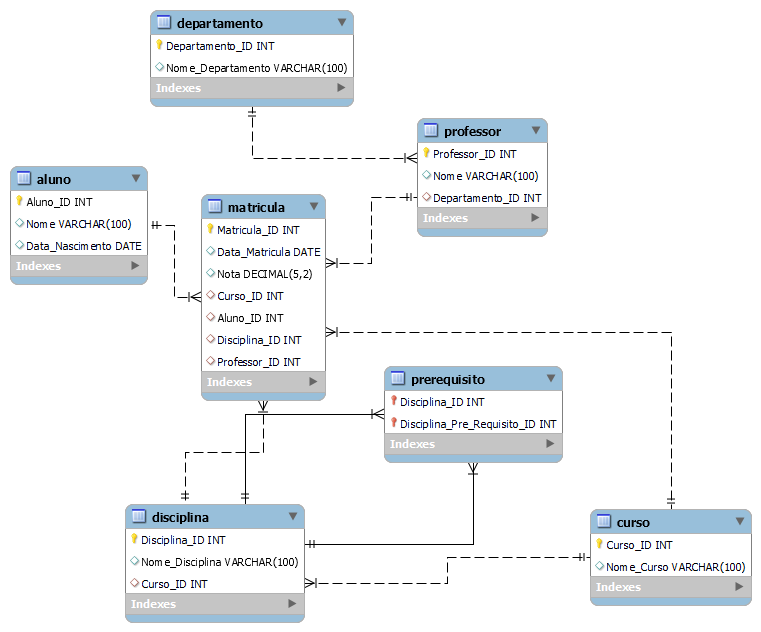 departamento
Departamento_ID INT
Nome_Departamento VARCHAR(100)
Indexes
professor
Professor_ID INT
Nome VARCHAR(100)
Departamento_ID INT
Indexes
aluno
Aluno_ID INT
Nome VARCHAR(100)
Data_Nascimento DATE
Indexes
matricula
Matricula_ID INT
Data_Matricula DATE
Nota DECIMAL(5,2)
Curso_ID INT
Aluno_ID INT
Disciplina_ID INT
Professor_ID INT
Indexes
prerequisito
Disciplina_ID INT
Disciplina_Pre_Requisito_ID INT
Indexes
disciplina
Disciplina_ID INT
Nome_Disciplina VARCHAR(100)
Curso_ID INT
Indexes
curso
Curso_ID INT
Nome_Curso VARCHAR(100)
Indexes